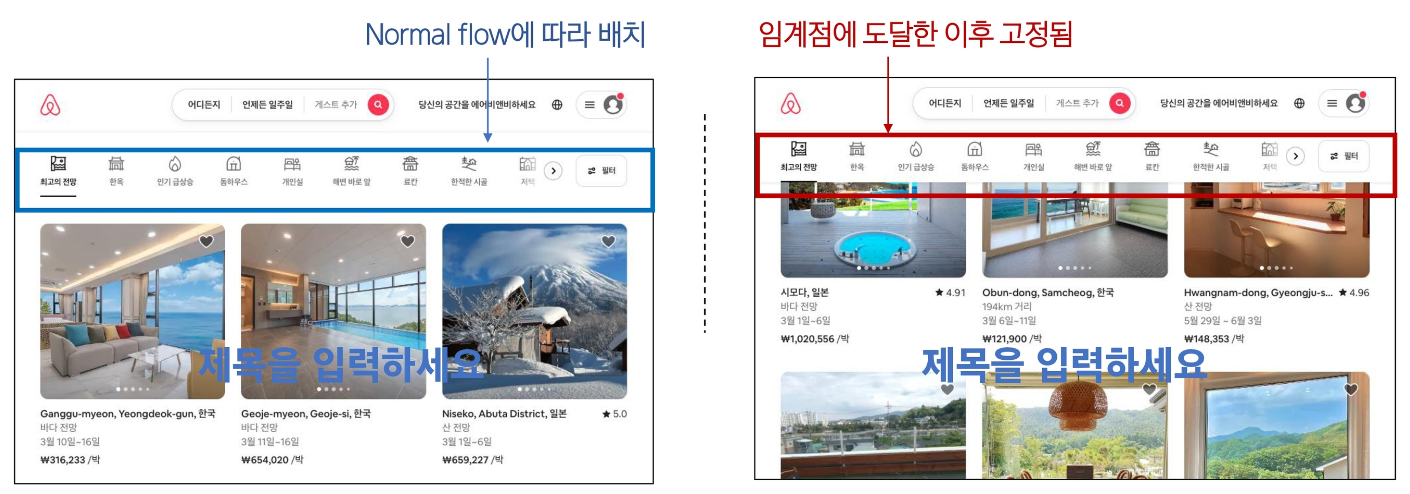 Normal flow에 따라 배치
어디든지 언제든 일주일 게스트 추가 당신의 공간을 에어비앤비하세요
최고의 전망 한옥 인기 급상승 돔하우스 개인실 해변 바로 앞 료칸 한적한 시골 저택 필터
제목을 입력하세요
Ganggu-myeon, Yeongdeok-gun, 한국
바다 전망
3월 10일~16일
₩316,233 /박
Geoje-myeon, Geoje-si, 한국
바다 전망
3월 11일~16일
₩654,020 /박
Niseko, Abuta District, 일본 ★ 5.0
산 전망
3월 1일~6일
₩659,227 /박
임계점에 도달한 이후 고정됨
어디든지 언제든 일주일 게스트 추가 당신의 공간을 에어비앤비하세요
최고의 전망 한옥 인기 급상승 돔하우스 개인실 해변 바로 앞 료칸 한적한 시골 저택 필터
시모다, 일본 ★ 4.91
바다 전망
3월 1일~6일
₩1,020,556 /박
Obun-dong, Samcheog, 한국
194km 거리
3월 6일~11일
₩121,900 /박
Hwangnam-dong, Gyeongju-s... ★ 4.96
산 전망
5월 29일 ~ 6월 3일
₩148,353 /박
제목을 입력하세요